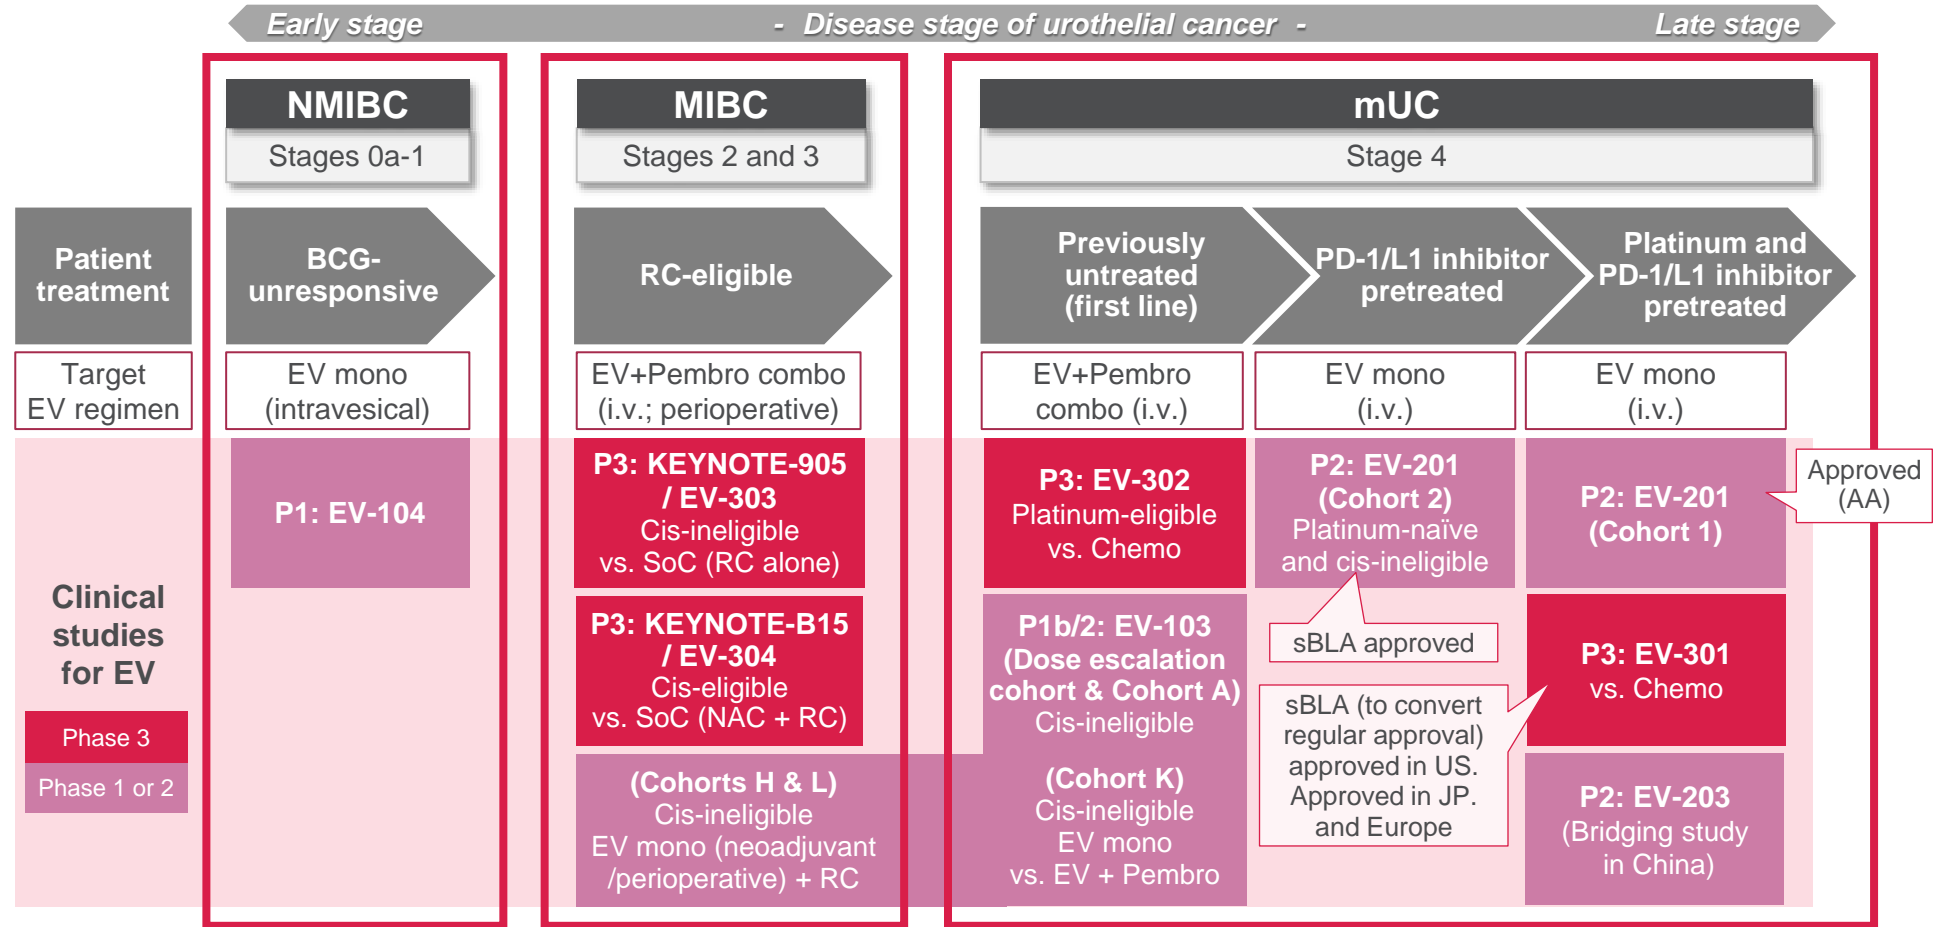 Early stage
- Disease stage of urothelial cancer -
Late stage
NMIBC
Stages 0a-1
MIBC
Stages 2 and 3
mUC
Stage 4
Patient
treatment
BCG-
unresponsive
RC-eligible
Previously
untreated
(first line)
PD-1/L1 inhibitor
pretreated
Platinum and
PD-1/L1 inhibitor
pretreated
Target
EV regimen
EV mono
(intravesical)
EV+Pembro combo
(i.v.; perioperative)
EV+Pembro
combo (i.v.)
EV mono
(i.v.)
EV mono
(i.v.)
Clinical
studies
for EV
Phase 3
Phase 1 or 2
P1: EV-104
P3: KEYNOTE-905
/ EV-303
Cis-ineligible
vs. SoC (RC alone)
P3: KEYNOTE-B15
/ EV-304
Cis-eligible
vs. SoC (NAC + RC)
(Cohorts H & L)
Cis-ineligible
EV mono (neoadjuvant
/perioperative) + RC
P3: EV-302
Platinum-eligible
vs. Chemo
P1b/2: EV-103
(Dose escalation
cohort & Cohort A)
Cis-ineligible
(Cohort K)
Cis-ineligible
EV mono
vs. EV + Pembro
P2: EV-201
(Cohort 2)
Platinum-naïve
and cis-ineligible
sBLA approved
sBLA (to convert
regular approval)
approved in US.
Approved in JP.
and Europe
P2: EV-201
(Cohort 1)
Approved
(AA)
P3: EV-301
vs. Chemo
P2: EV-203
(Bridging study
in China)